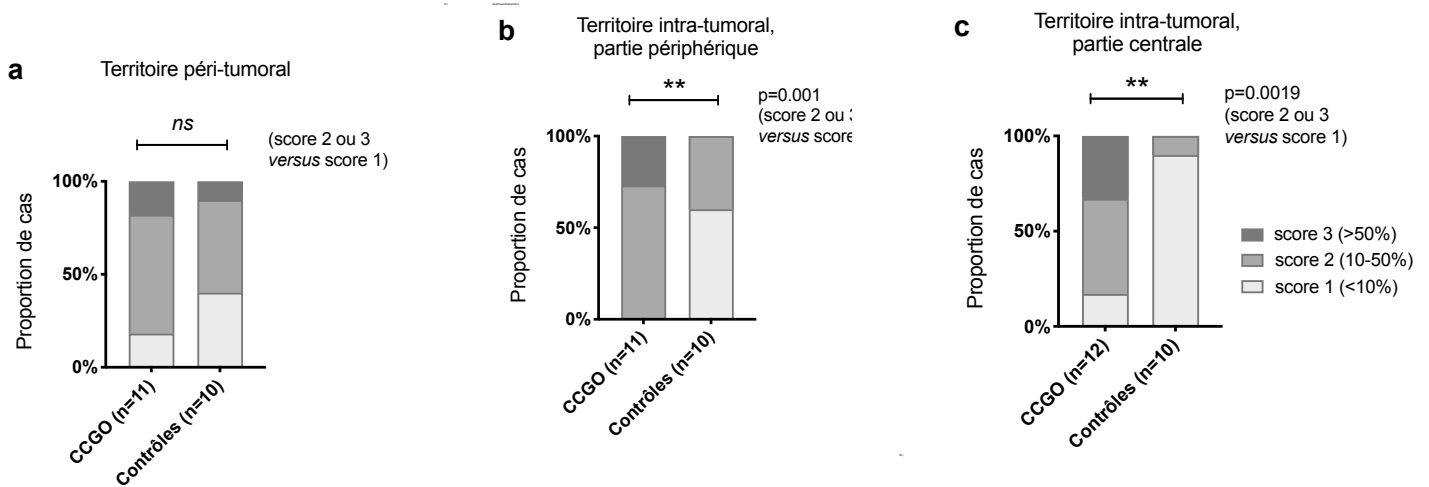 a
Territoire péri-tumoral
ns
(score 2 ou 3
versus score 1)
Proportion de cas
100%
50%
0%
CCGO (n=11)
Contrôles (n=10)
b
Territoire intra-tumoral,
partie périphérique
**
p=0.001
(score 2 ou
versus score
Proportion de cas
100%
50%
0%
CCGO (n=11)
Contrôles (n=10)
c
Territoire intra-tumoral,
partie centrale
**
p=0.0019
(score 2 ou 3
versus score 1)
Proportion de cas
100%
50%
0%
CCGO (n=12)
Contrôles (n=10)
score 3 (>50%)
score 2 (10-50%)
score 1 (<10%)